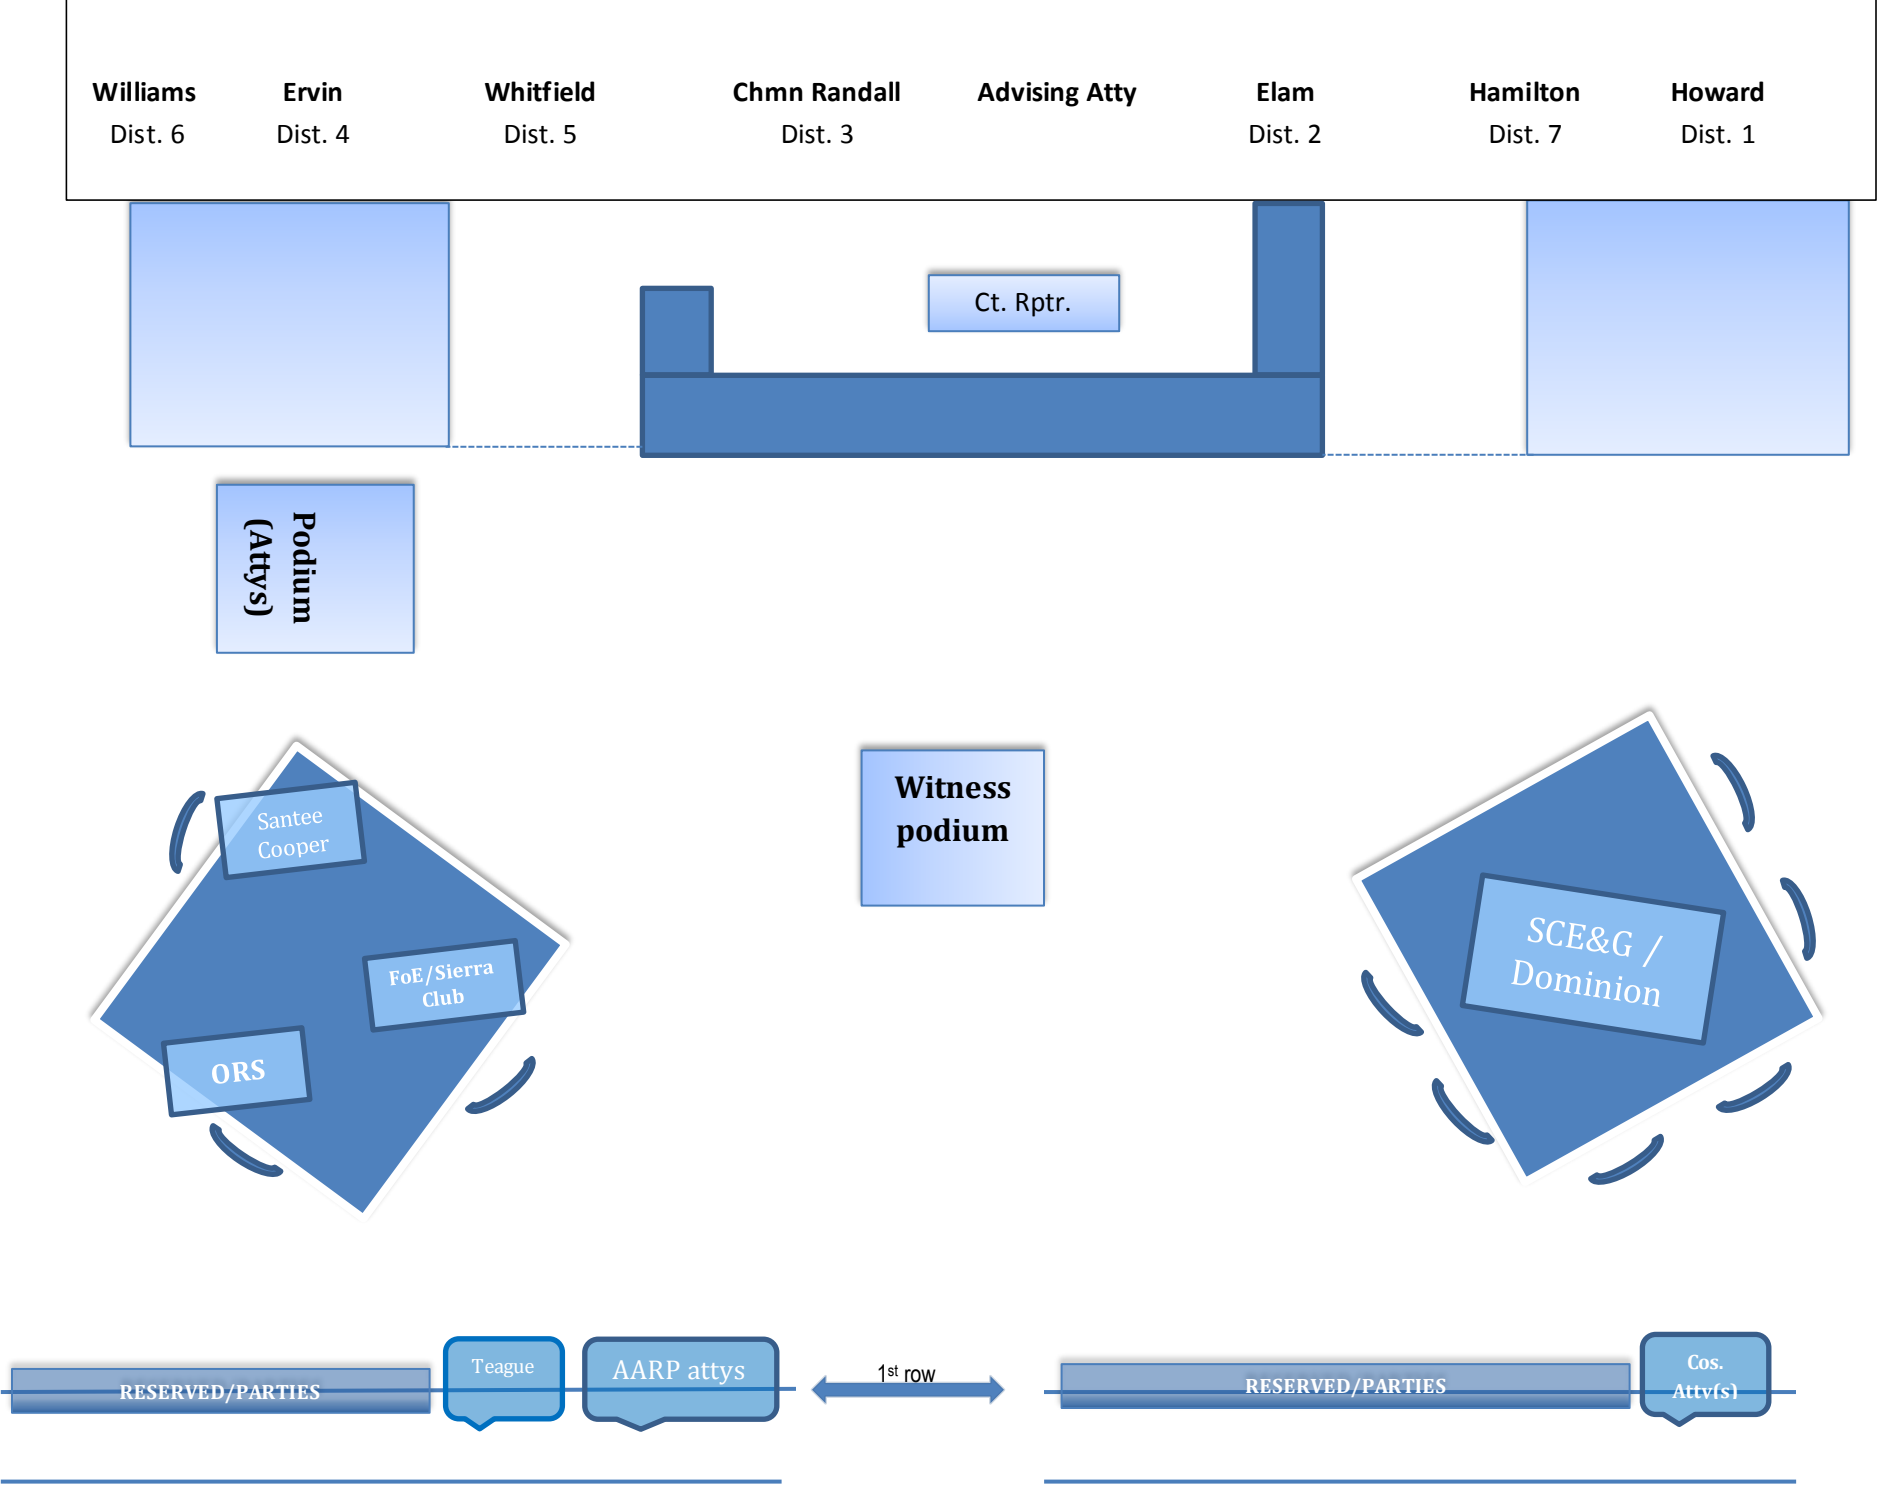 Williams Ervin Whitfield Chmn Randall Advising Atty Elam Hamilton Howard
Dist. 6 Dist. 4 Dist. 5 Dist. 3 Dist. 2 Dist. 7 Dist. 1
Ct. Rptr.
Podium
(Attys)
Witness
podium
Santee
Cooper
FoE/Sierra
Club
ORS
SCE&G /
Dominion
RESERVED/PARTIES
Teague
AARP attys
1st row
RESERVED/PARTIES
Cos.
Atty(s)